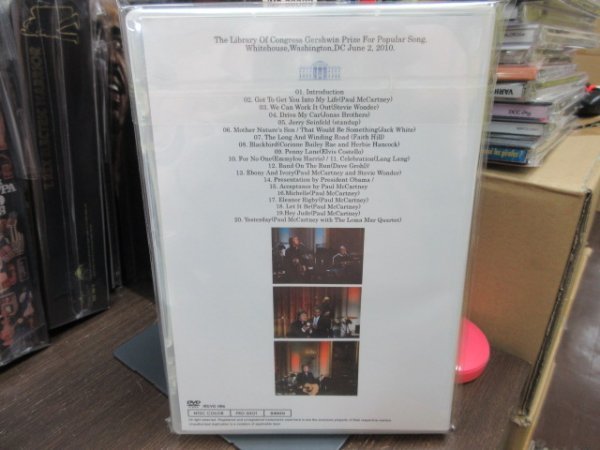 The Library Of Congress Gershwin Prize For Popular Song.
Whitehouse,Washington,DC June 2, 2010.
01. Introduction
02. Got To Get You Into My Life(Paul McCartney)
03. We Can Work It Out(Stevie Wonder)
04. Drive My Car(Jonas Brothers)
05. Jerry Seinfeld (standup)
06. Mother Nature's Son / That Would Be Something(Jack White)
07. The Long And Winding Road (Faith Hill)
08. Blackbird(Corinne Bailey Rae and Herbie Hancock)
09. Penny Lane(Elvis Costello)
10. For No One(Emmylou Harris) / 11. Celebration(Lang Lang)
12. Band On The Run(Dave Grohl)
13. Ebony And Ivory(Paul McCartney and Stevie Wonder)
14. Presentation by President Obama /
15. Acceptance by Paul McCartney
16.Michelle(Paul McCartney)
17. Eleanor Rigby(Paul McCartney)
18. Let It Be(Paul McCartney)
19.Hey Jude(Paul McCartney)
20. Yesterday(Paul McCartney with The Loma Mar Quartet)
DVD
NTSC COLOR
PRO-SHOT